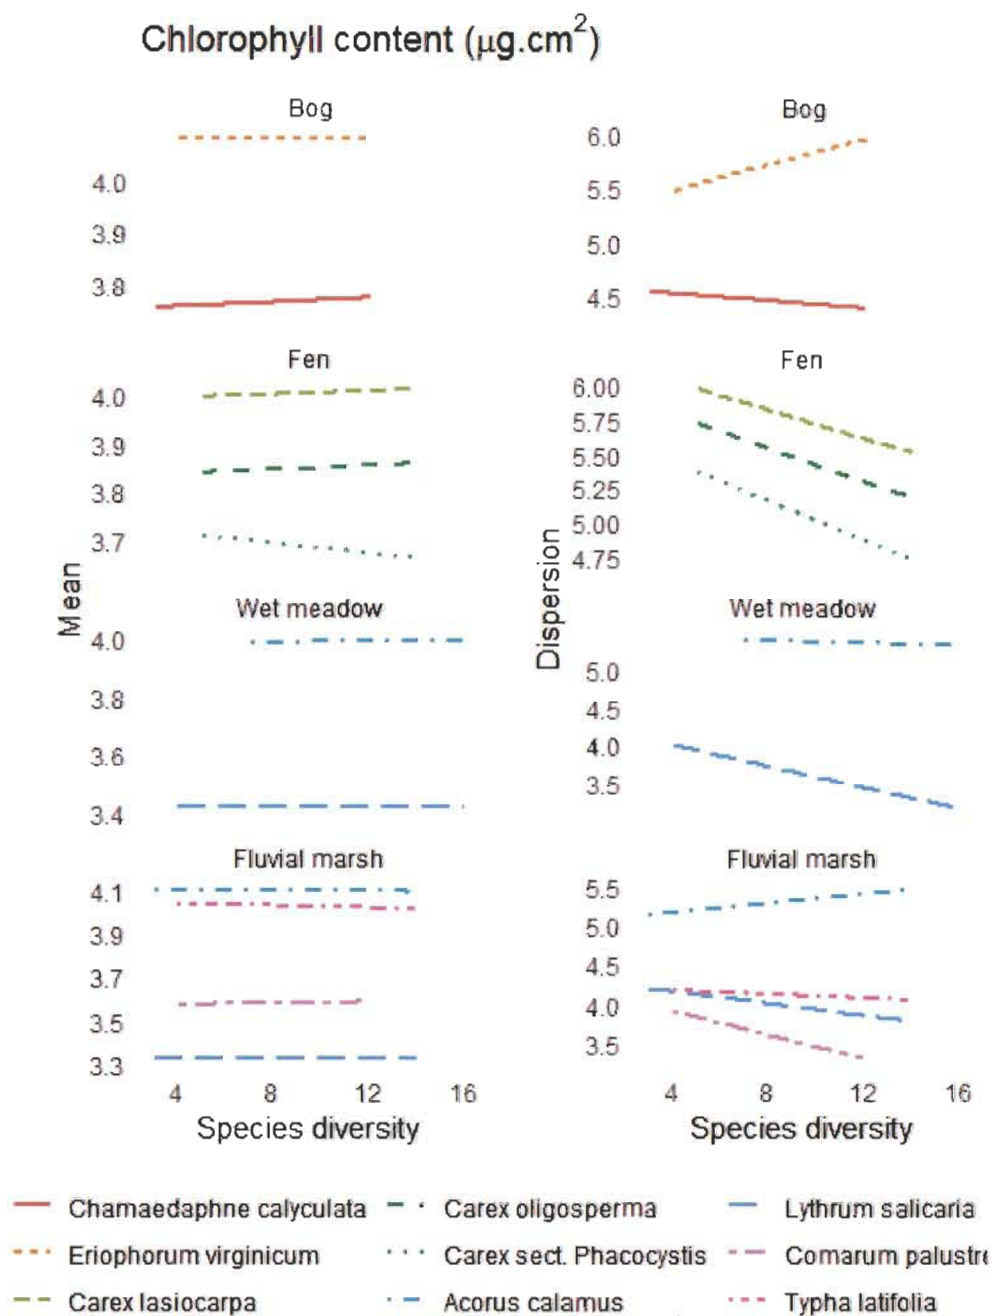 Chlorophyll content (μg.cm²)
Bog
4.0
3.9
3.8
Fen
4.0
3.9
3.8
3.7
Wet meadow
4.0
3.8
3.6
3.4
Fluvial marsh
4.1
3.9
3.7
3.5
3.3
4 8 12 16
Species diversity
Mean
Bog
6.0
5.5
5.0
4.5
Fen
6.00
5.75
5.50
5.25
5.00
4.75
Wet meadow
5.0
4.5
4.0
3.5
Fluvial marsh
5.5
5.0
4.5
4.0
3.5
4 8 12 16
Species diversity
Dispersion
Chamaedaphne calyculata
Eriophorum virginicum
Carex lasiocarpa
Carex oligosperma
Carex sect. Phacocystis
Acorus calamus
Lythrum salicaria
Comarum palustre
Typha latifolia